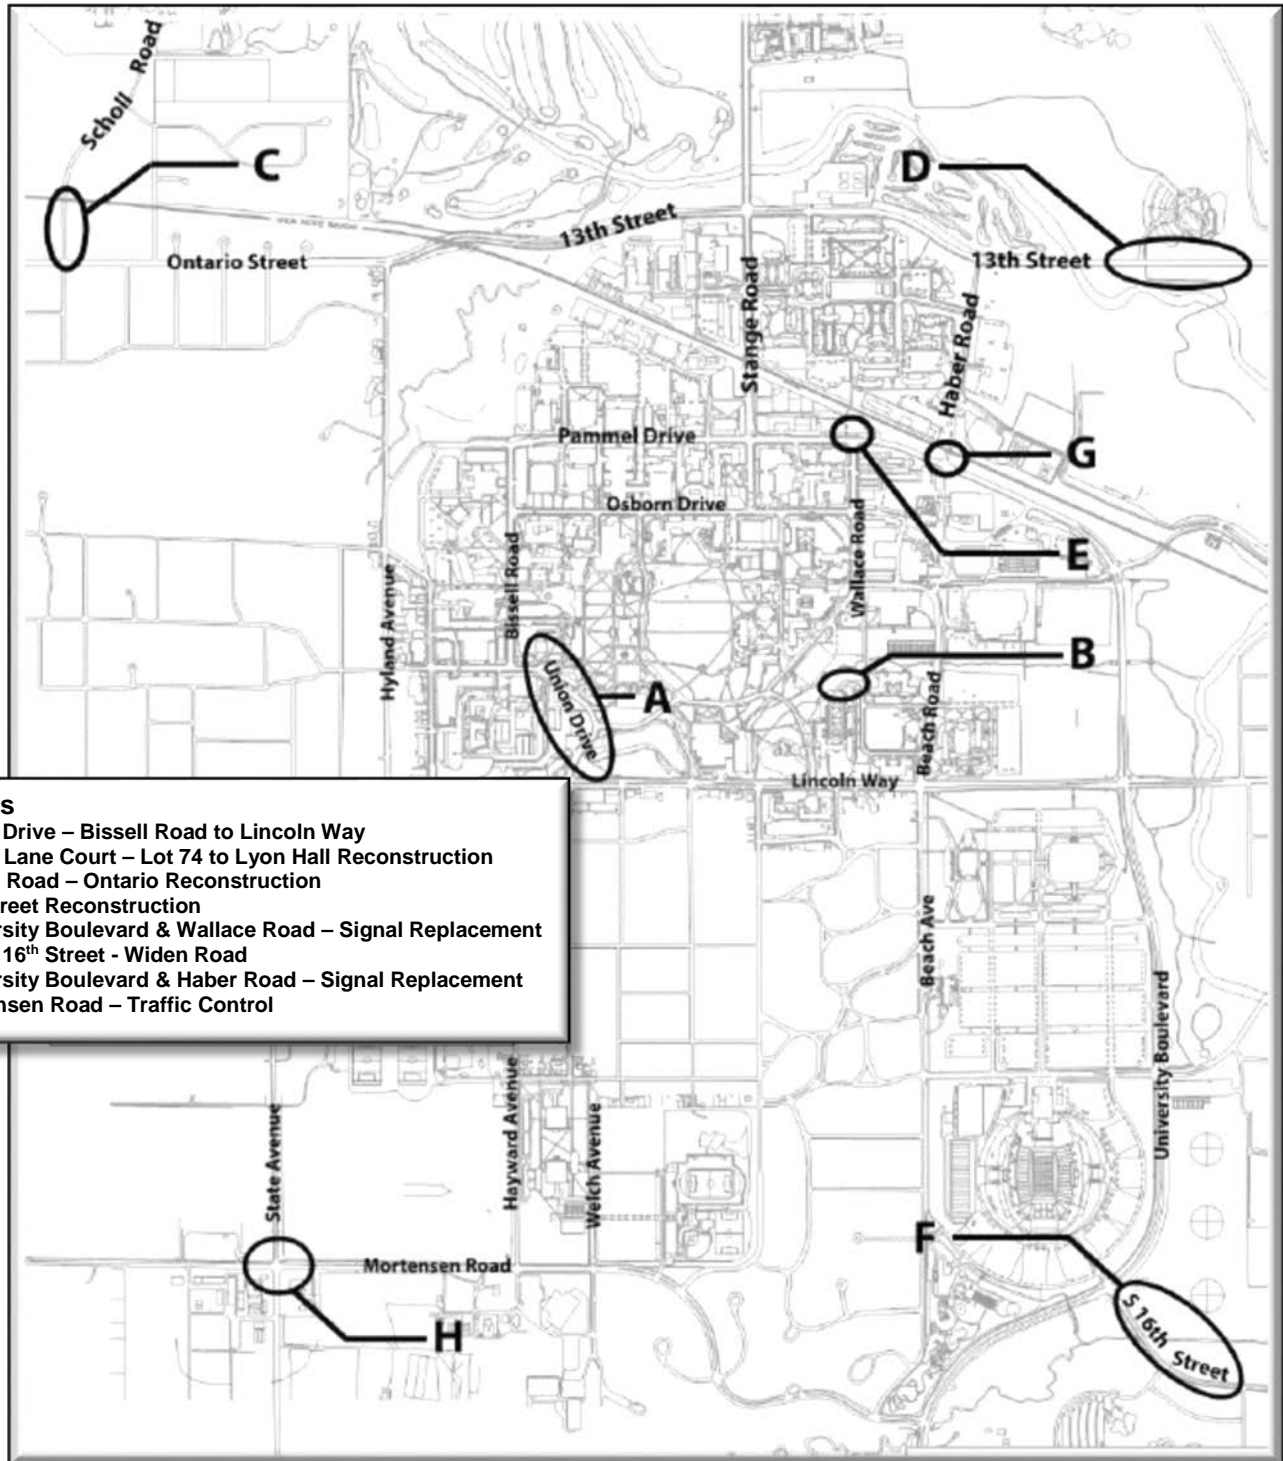 Scholl Road
C
D
13th Street
Ontario Street
13th Street
Stange Road
Haber Road
Pammel Drive
G
Osborn Drive
E
Wallace Road
Bissell Road
Hyland Avenue
B
Union Drive
A
Beach Road
Lincoln Way
s
Drive – Bissell Road to Lincoln Way
Lane Court – Lot 74 to Lyon Hall Reconstruction
Road – Ontario Reconstruction
reet Reconstruction
rsity Boulevard & Wallace Road – Signal Replacement
16th Street - Widen Road
rsity Boulevard & Haber Road – Signal Replacement
nsen Road – Traffic Control
Beach Ave
University Boulevard
State Avenue
Hayward Avenue
Welch Avenue
F
Mortensen Road
S 16th Street
H